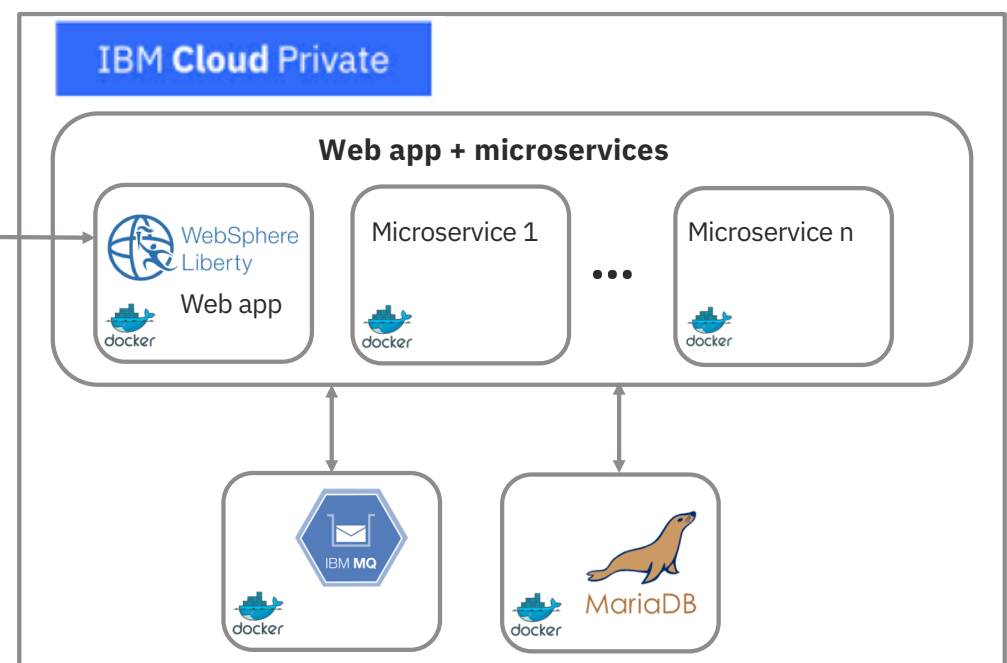 IBM Cloud Private
Web app + microservices
WebSphere
Liberty
Web app
docker
Microservice 1
docker
...
Microservice n
docker
IBM MQ
docker
MariaDB
docker